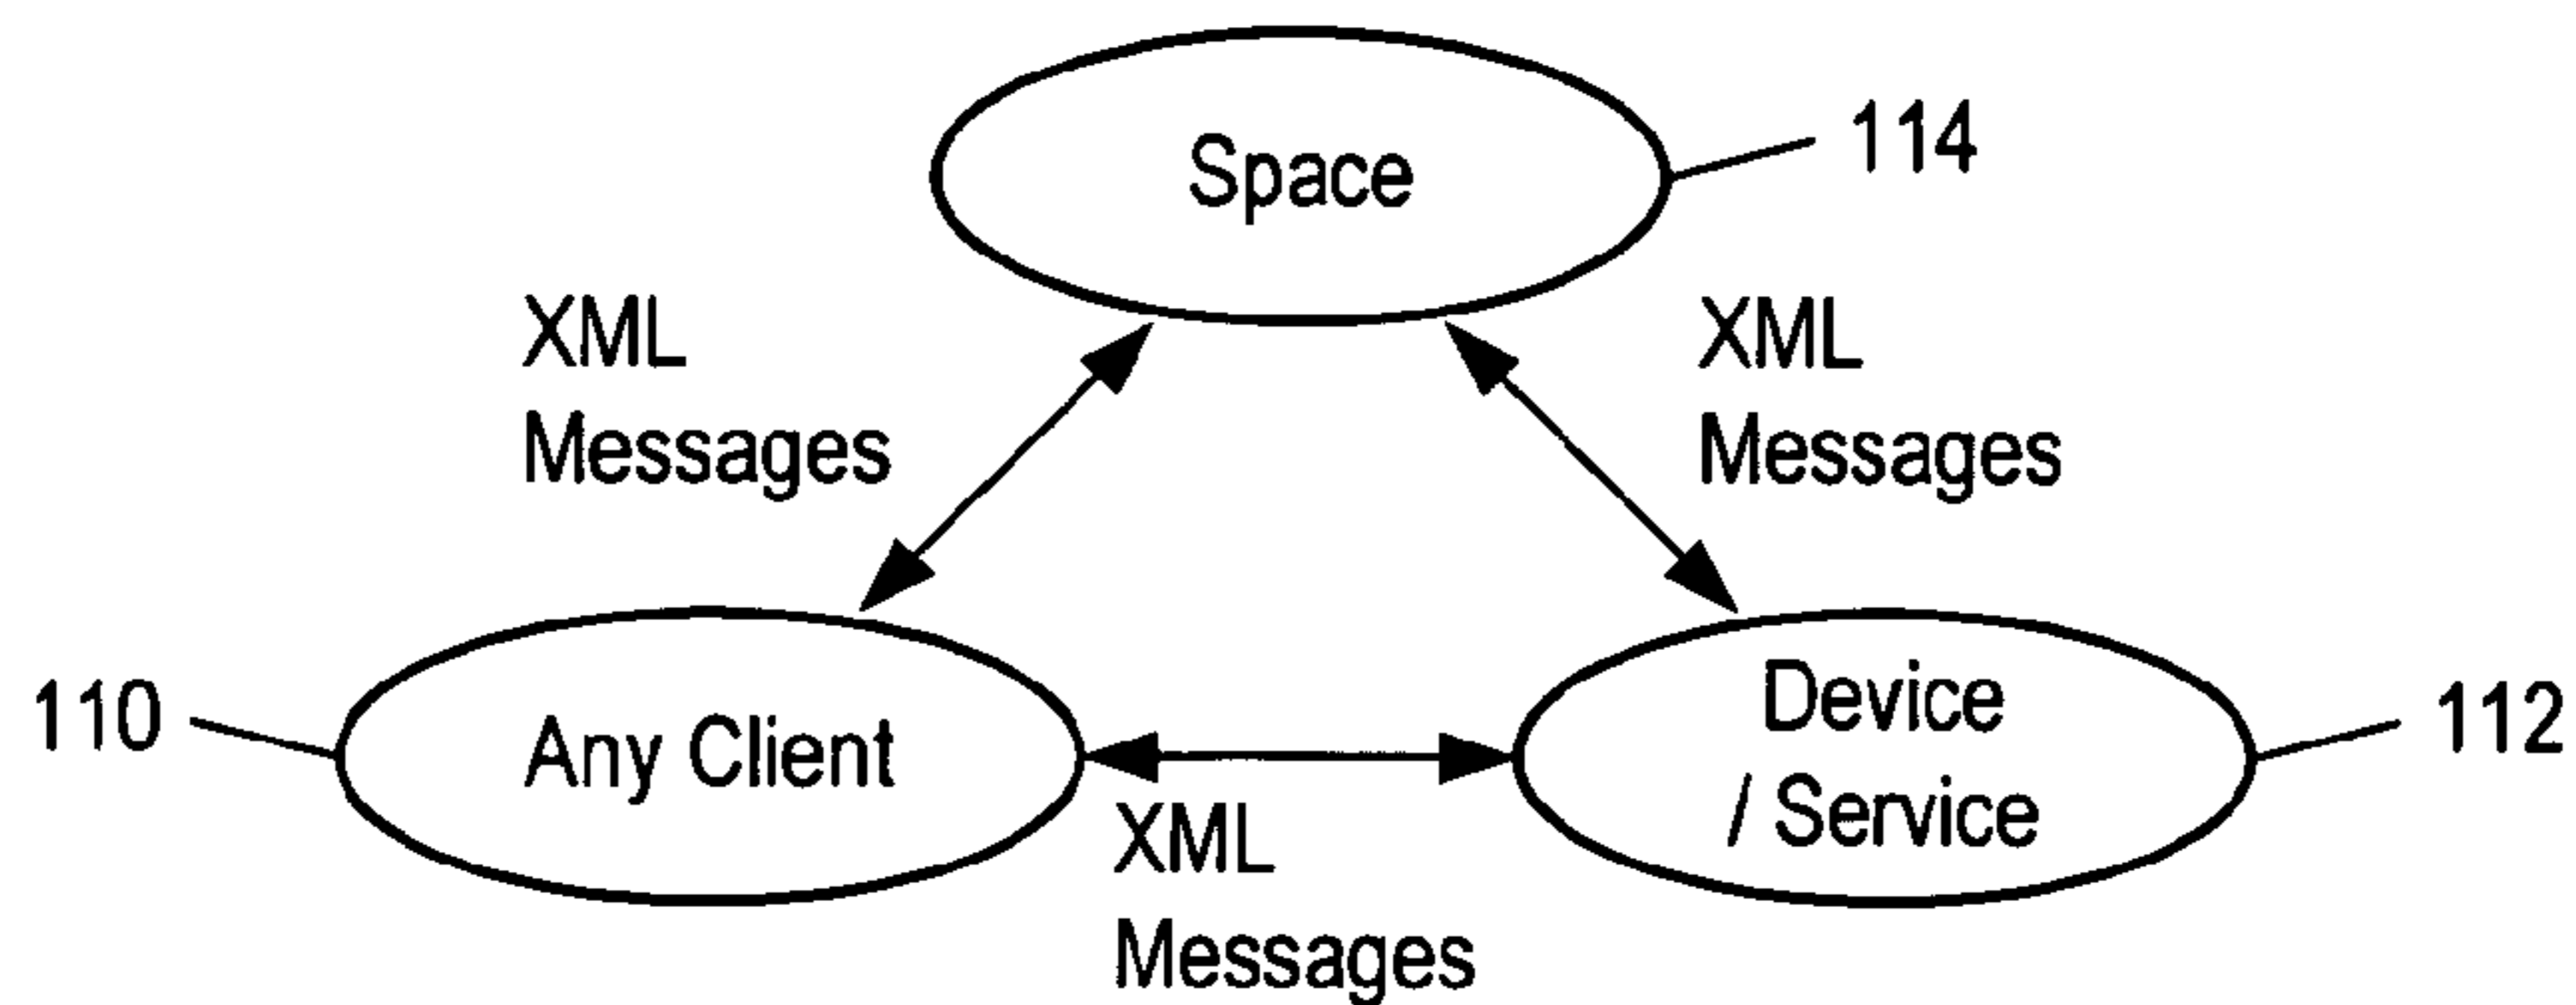 Space
114
XML
Messages
XML
Messages
110
Any Client
Device
/ Service
112
XML
Messages